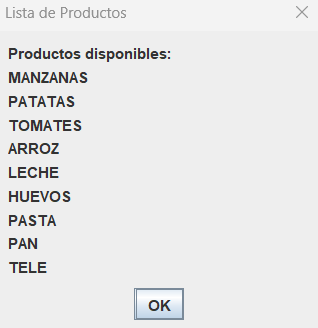 Lista de Productos
Productos disponibles:
MANZANAS
PATATAS
TOMATES
ARROZ
LECHE
HUEVOS
PASTA
PAN
TELE
OK